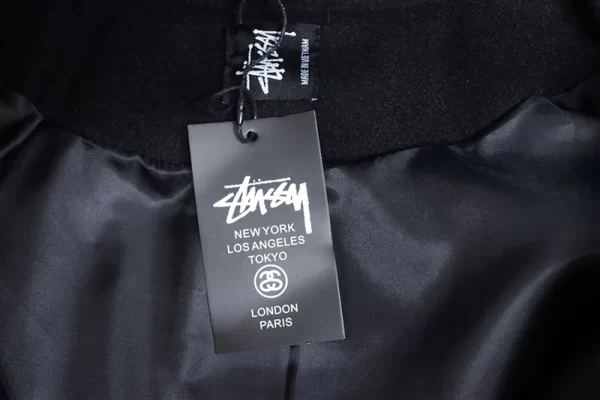 Stüssy
MADE IN VIETNAM
Stüssy
NEW YORK
LOS ANGELES
TOKYO
LONDON
PARIS